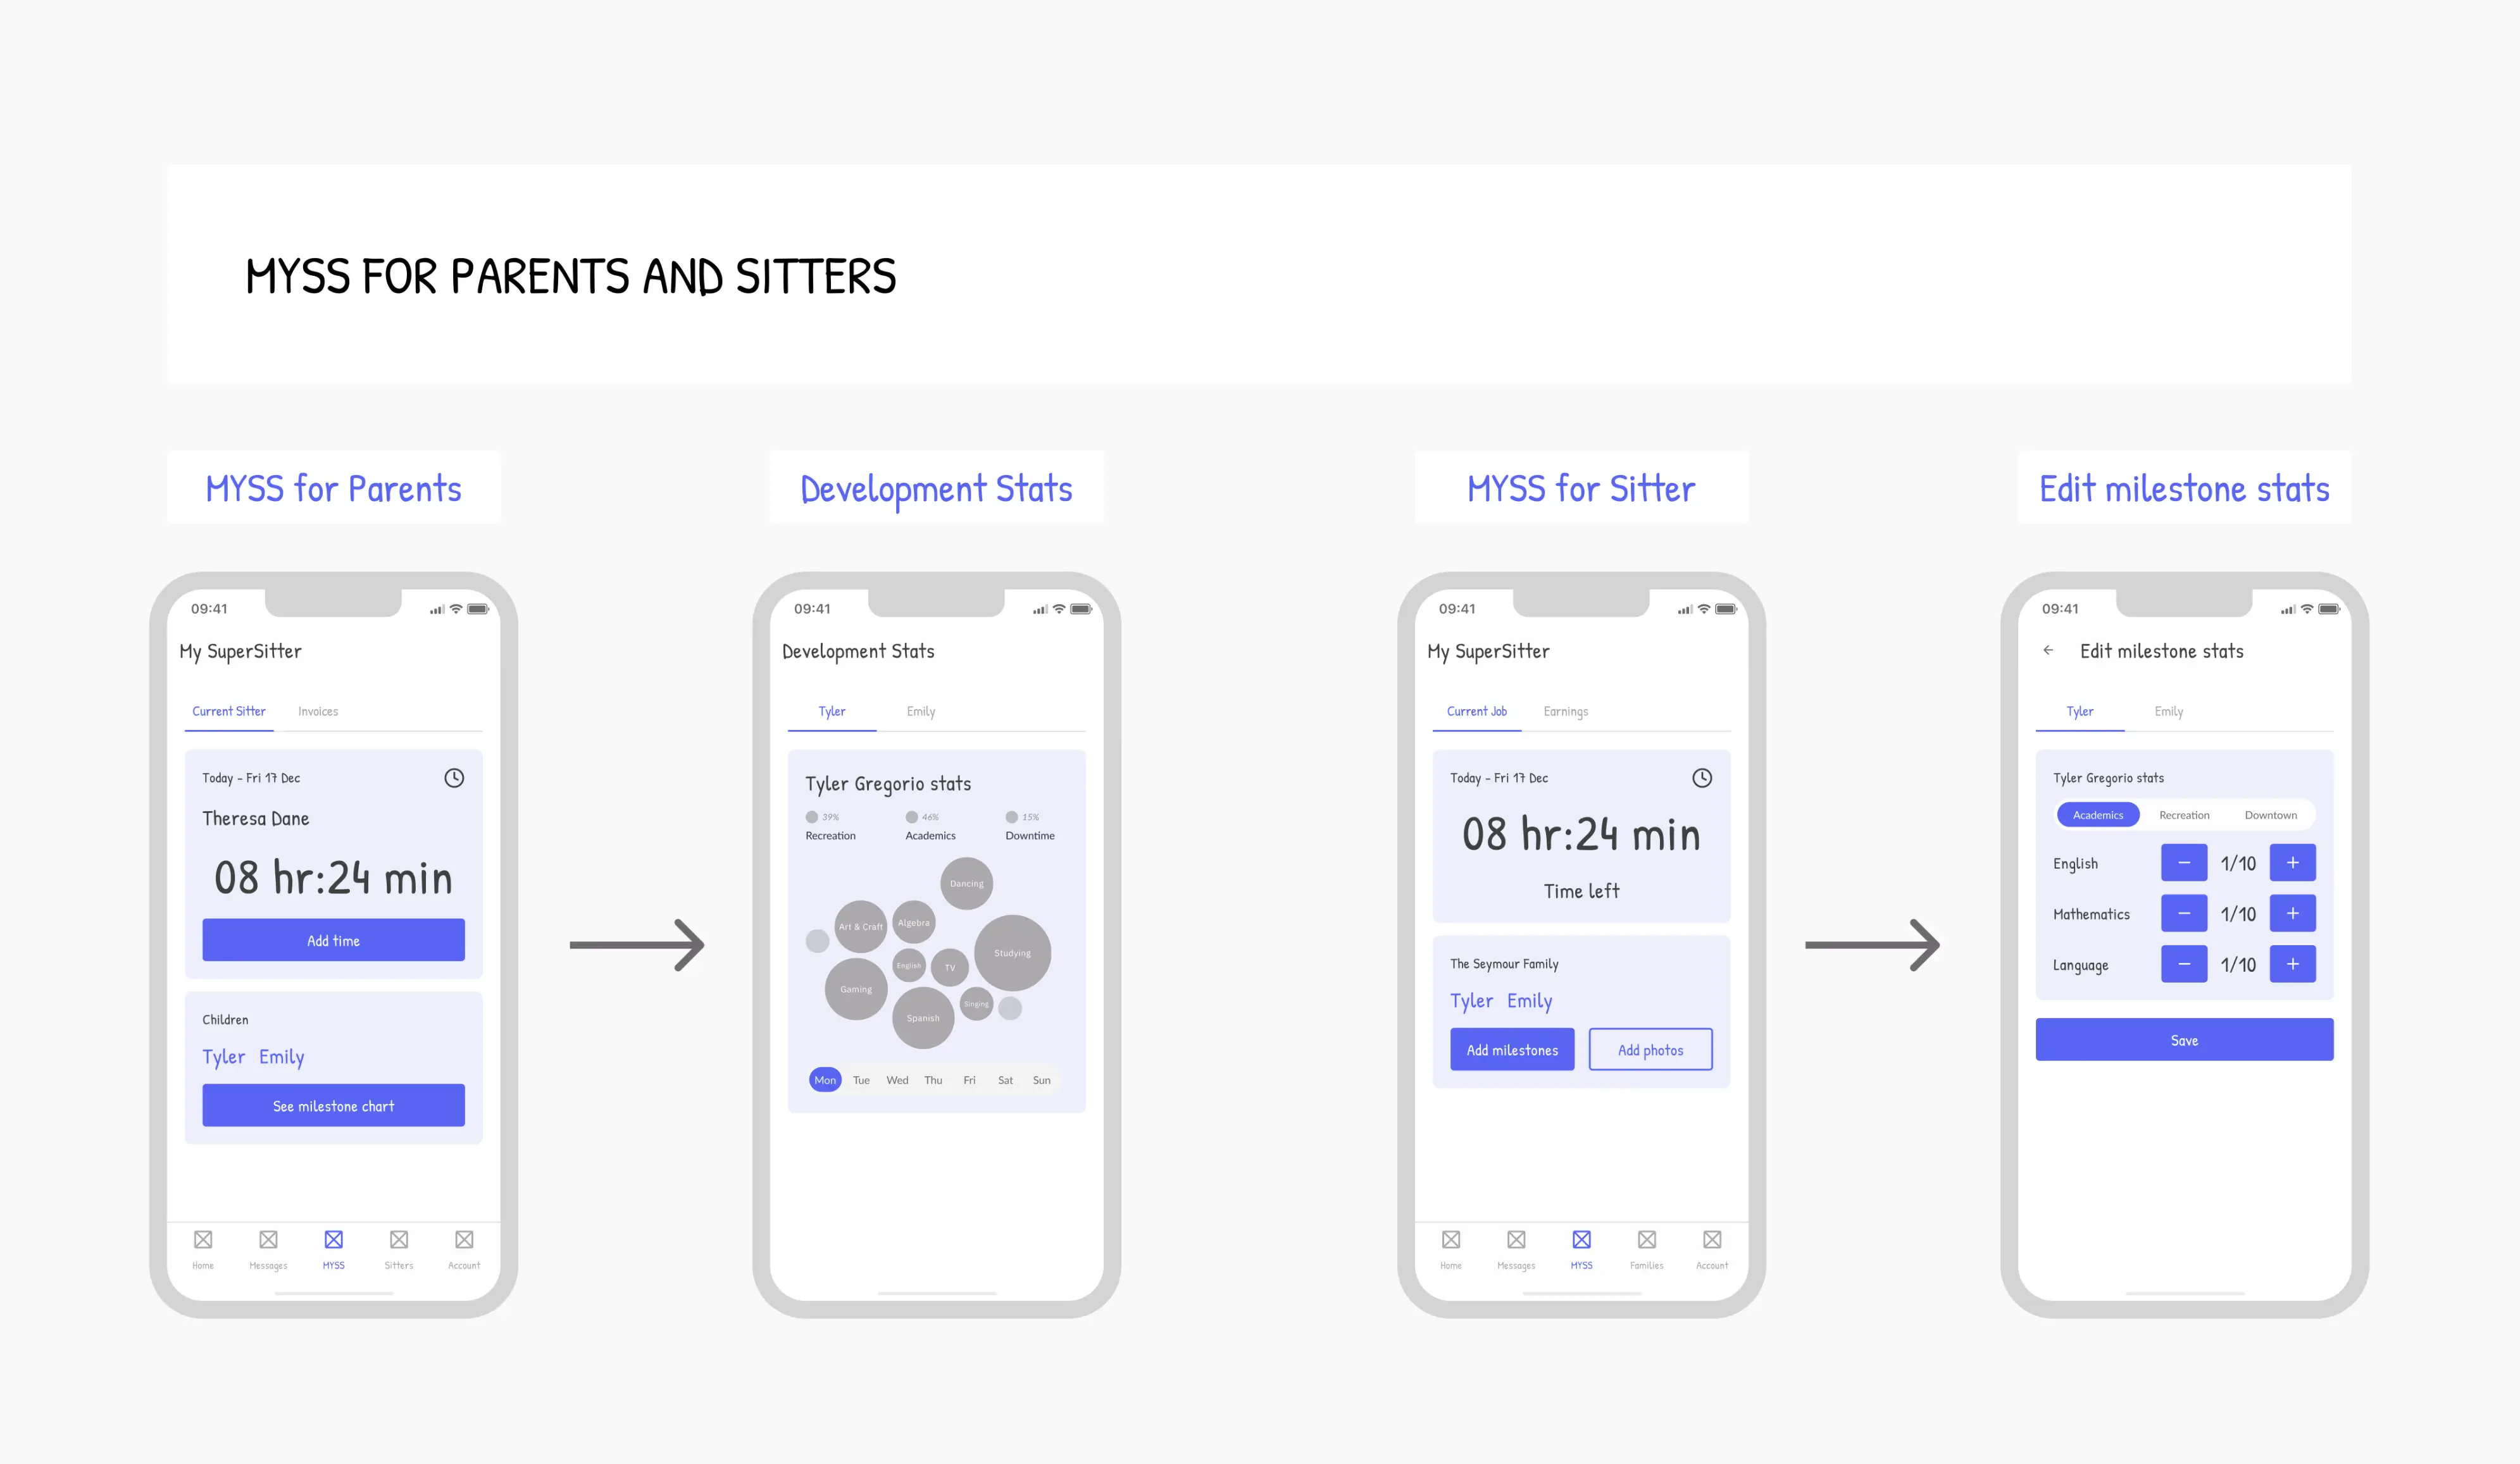 MYSS FOR PARENTS AND SITTERS
MYSS for Parents
Development Stats
MYSS for Sitter
Edit milestone stats
09:41
My SuperSitter
Current Sitter Invoices
Today - Fri 17 Dec
Theresa Dane
08 hr:24 min
Add time
Children
Tyler Emily
See milestone chart
Home Messages MYSS Sitters Account
09:41
Development Stats
Tyler Emily
Tyler Gregorio stats
39% 46% 15%
Recreation Academics Downtime
Dancing
Art & Craft Algebra
Studying
English TV
Gaming
Singing
Spanish
Mon Tue Wed Thu Fri Sat Sun
09:41
My SuperSitter
Current Job Earnings
Today - Fri 17 Dec
08 hr:24 min
Time left
The Seymour Family
Tyler Emily
Add milestones Add photos
Home Messages MYSS Families Account
09:41
Edit milestone stats
Tyler Emily
Tyler Gregorio stats
Academics Recreation Downtown
English − 1/10 +
Mathematics − 1/10 +
Language − 1/10 +
Save